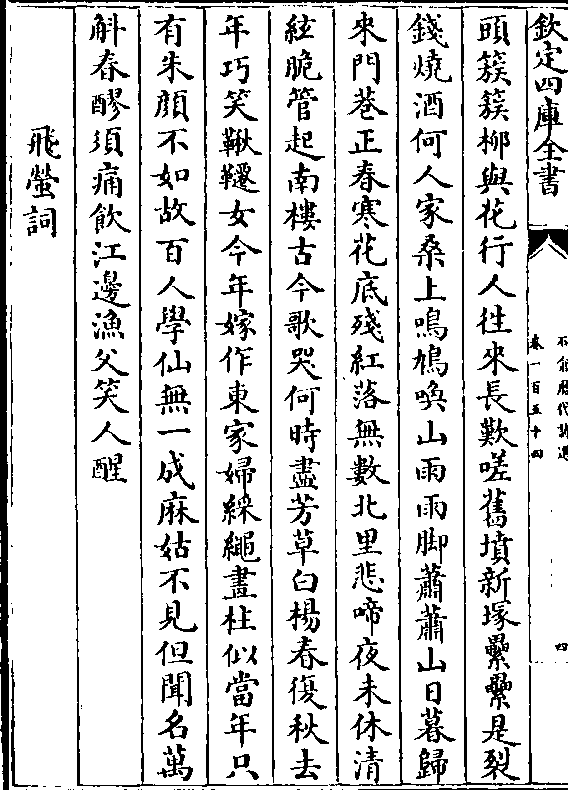 欽定四庫全書
石倉歷代詩選
卷一百五十四
四
頭簇簇柳與花行人徃來長歎嗟舊墳新塚纍纍是裂
錢燒酒何人家桑上鳴鳩喚山雨雨脚蕭蕭山日暮歸
來門巷正春寒花底殘紅落無數北里悲啼夜未休清
絃脆管起南樓古今歌哭何時盡芳草白楊春復秋去
年巧笑鞦韆女今年嫁作東家婦綵繩畫柱似當年只
有朱顔不如故百人學仙無一成麻姑不見但聞名萬
斛春醪須痛飲江邊漁父笑人醒
飛螢詞